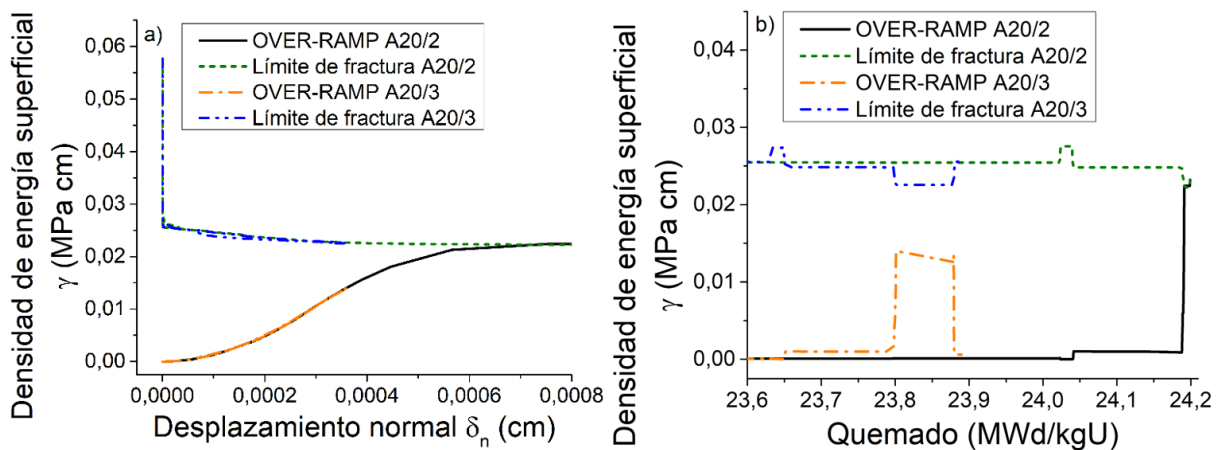 a)
OVER-RAMP A20/2
Límite de fractura A20/2
OVER-RAMP A20/3
Límite de fractura A20/3
Densidad de energía superficial
γ (MPa cm)
0,06
0,05
0,04
0,03
0,02
0,01
0,00
0,0000 0,0002 0,0004 0,0006 0,0008
Desplazamiento normal δn (cm)
b)
OVER-RAMP A20/2
Límite de fractura A20/2
OVER-RAMP A20/3
Límite de fractura A20/3
Densidad de energía superficial
γ (MPa cm)
0,04
0,03
0,02
0,01
0,00
23,6 23,7 23,8 23,9 24,0 24,1 24,2
Quemado (MWd/kgU)